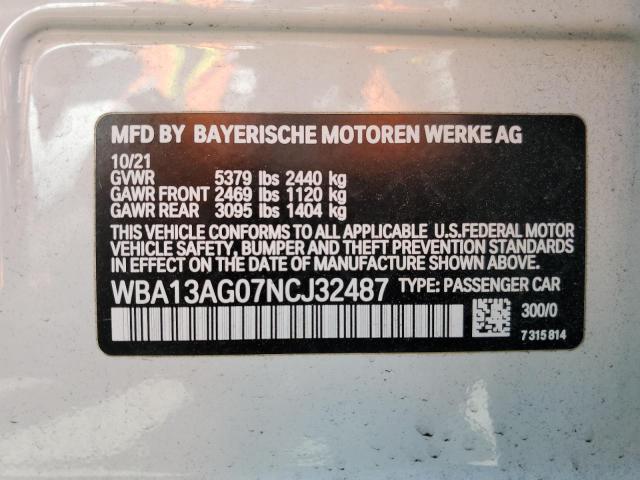 MFD BY BAYERISCHE MOTOREN WERKE AG
10/21
GVWR 5379 lbs 2440 kg
GAWR FRONT 2469 lbs 1120 kg
GAWR REAR 3095 lbs 1404 kg
THIS VEHICLE CONFORMS TO ALL APPLICABLE U.S.FEDERAL MOTOR
VEHICLE SAFETY, BUMPER AND THEFT PREVENTION STANDARDS
IN EFFECT ON THE DATE OF MANUFACTURE SHOWN ABOVE.
WBA13AG07NCJ32487 TYPE: PASSENGER CAR
300/0
7 315 814